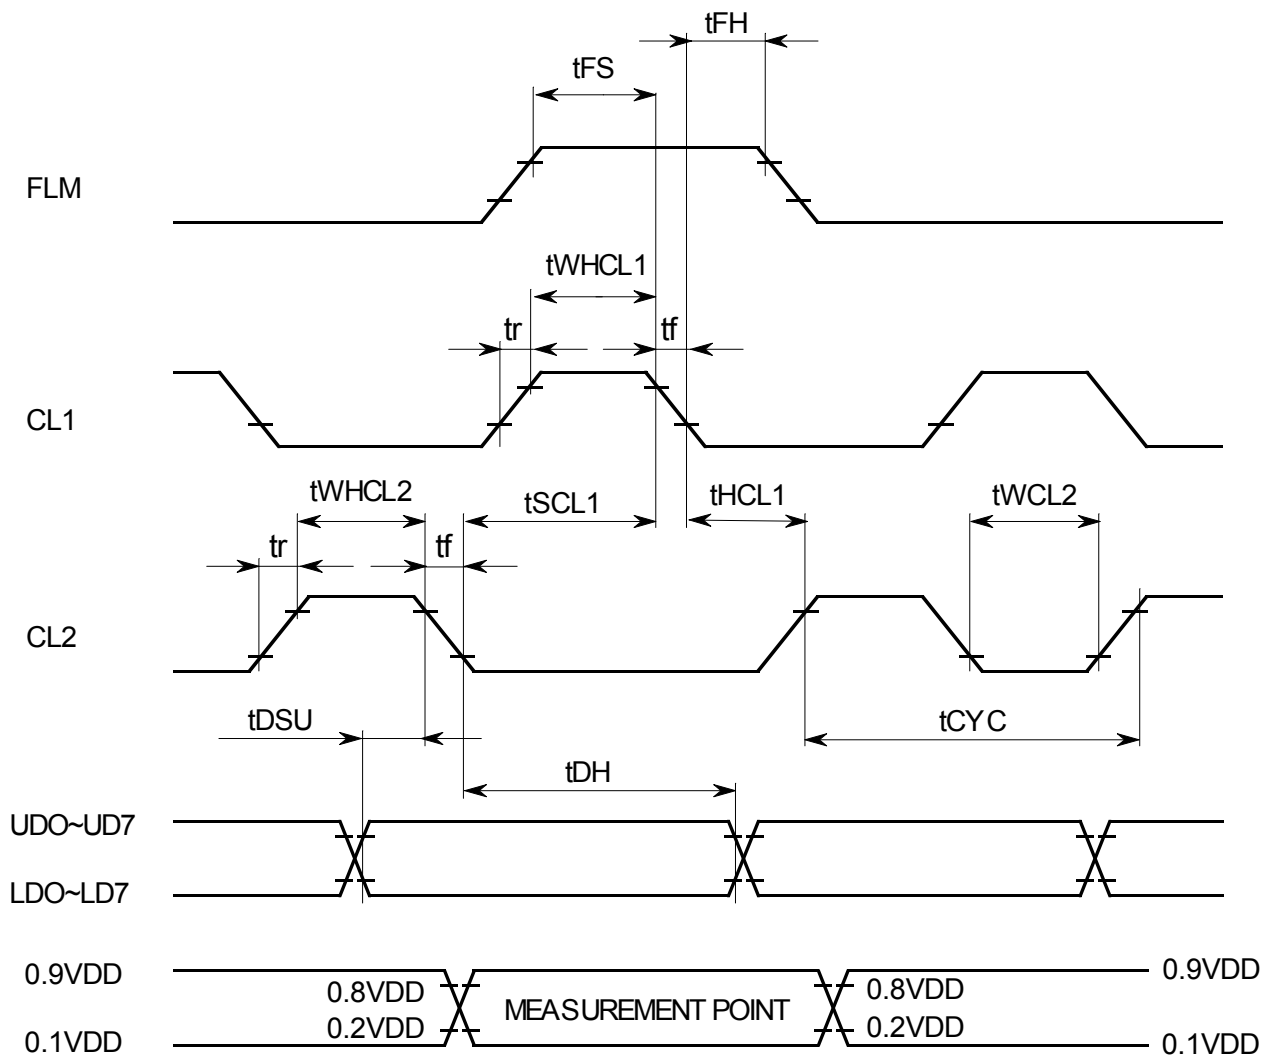 tFH
tFS
FLM
tWHCL1
tr
tf
CL1
tWHCL2
tSCL1
tHCL1
tWCL2
tr
tf
CL2
tDSU
tCYC
tDH
UDO~UD7
LDO~LD7
0.9VDD
0.9VDD
0.8VDD
MEASUREMENT POINT
0.8VDD
0.2VDD
0.2VDD
0.1VDD
0.1VDD